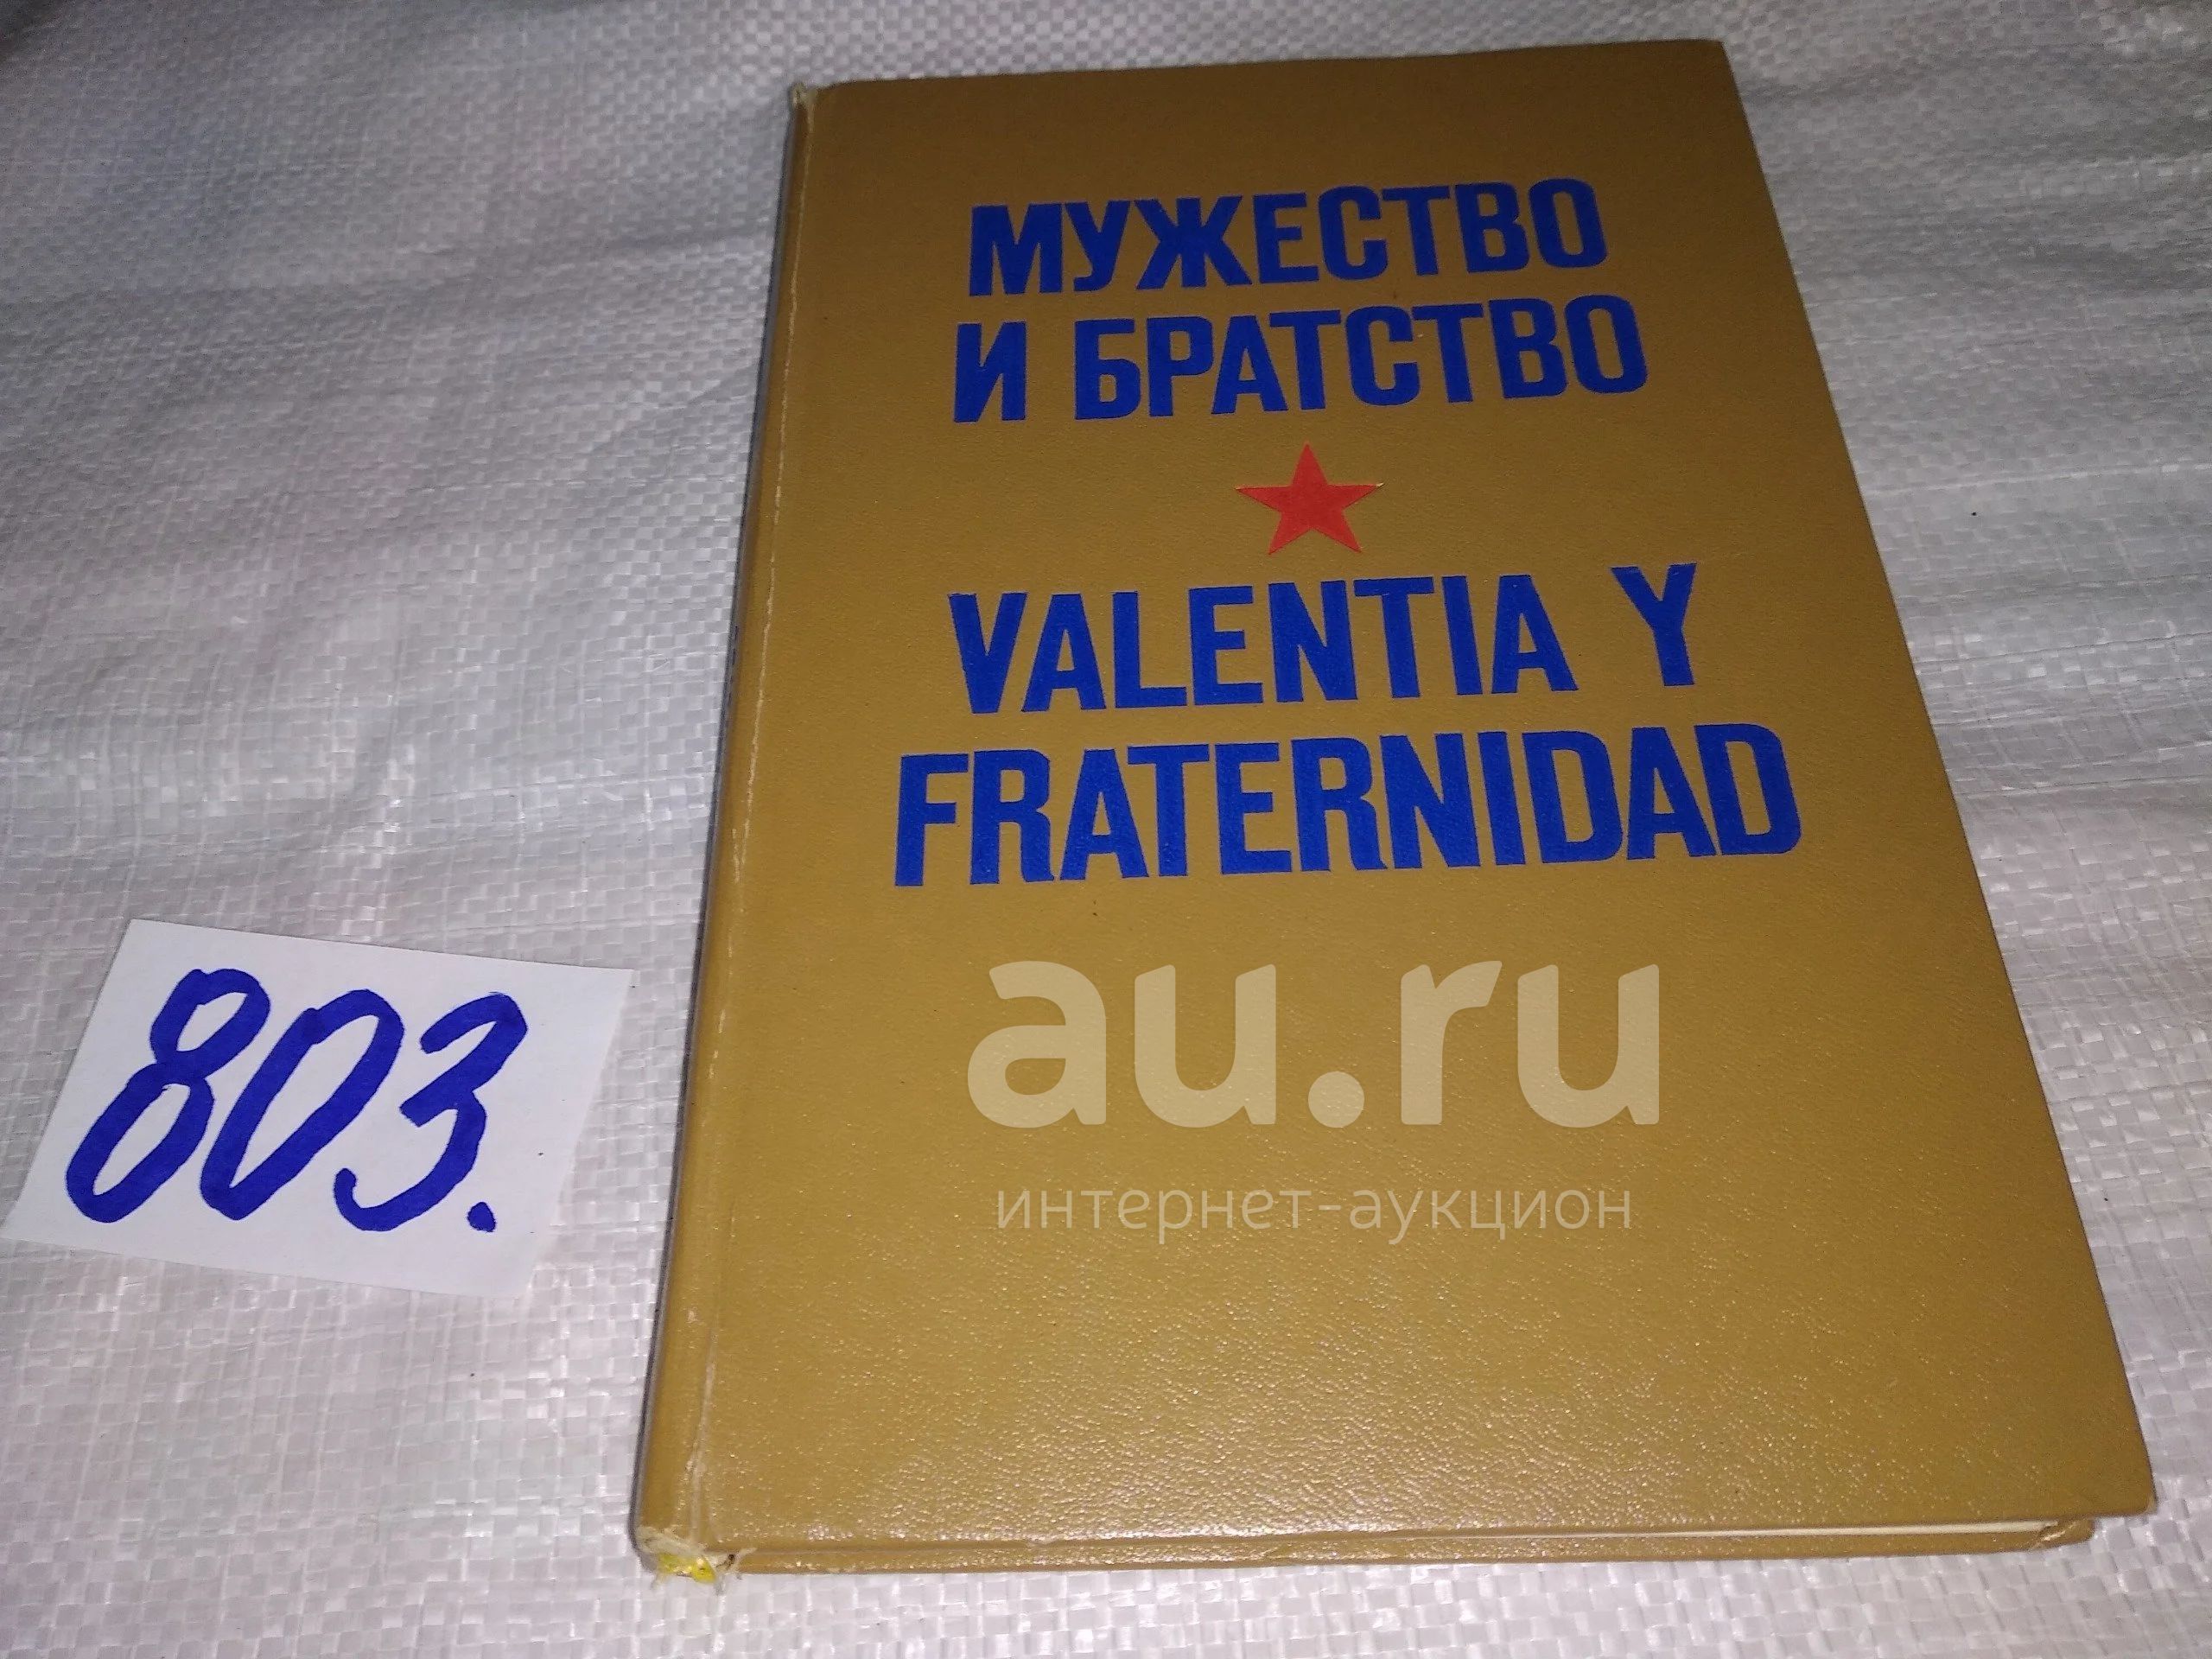 МУЖЕСТВО
И БРАТСТВО
VALENTIA Y
FRATERNIDAD
au.ru
интернет-аукцион
803.